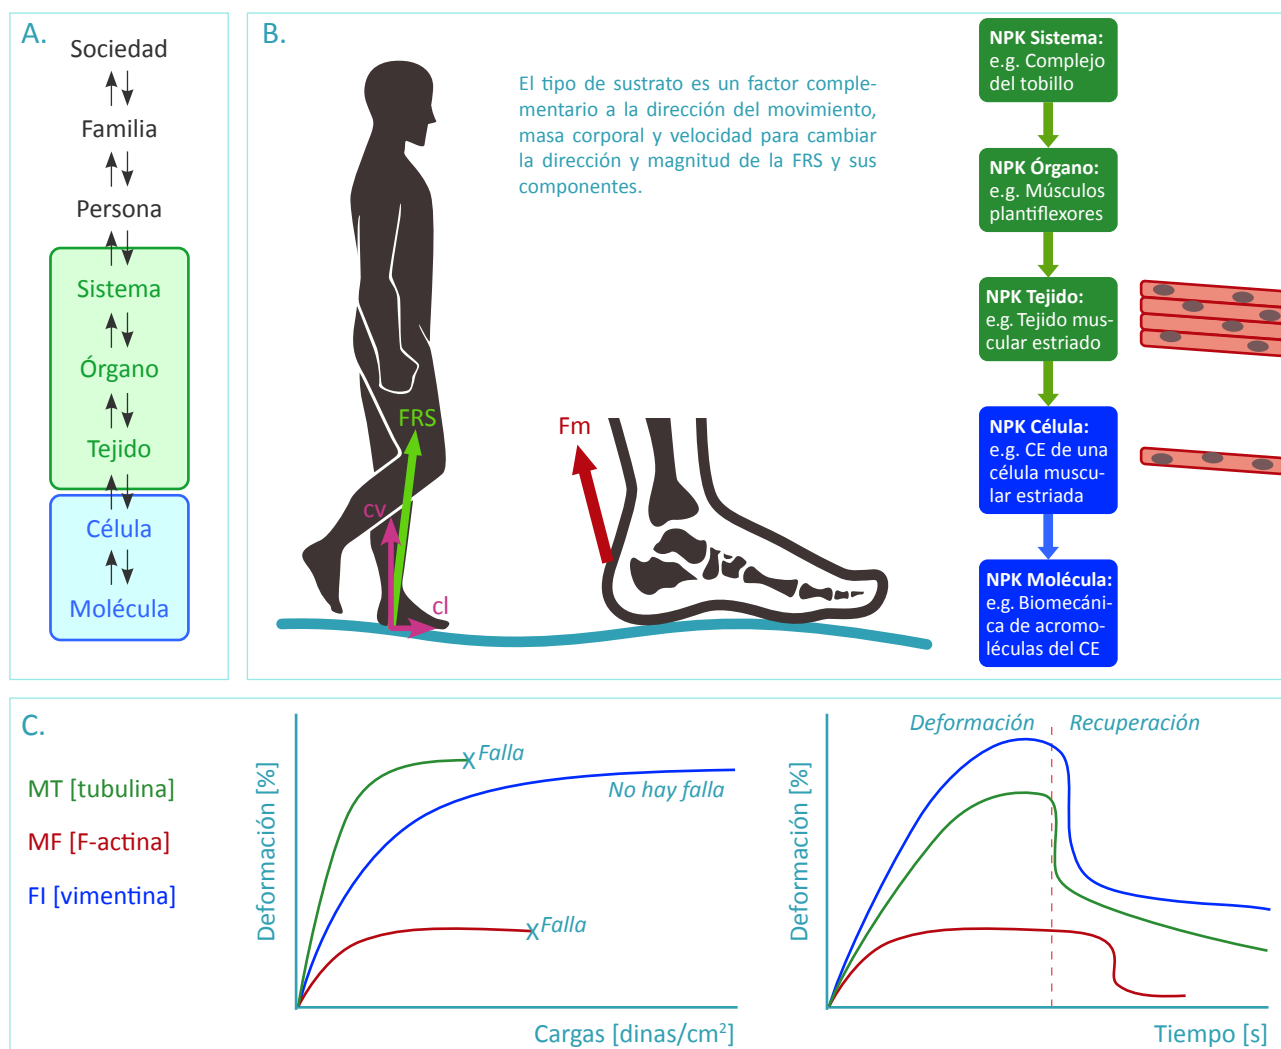 A.
Sociedad
Familia
Persona
Sistema
Órgano
Tejido
Célula
Molécula
B.
El tipo de sustrato es un factor comple-
mentario a la dirección del movimiento,
masa corporal y velocidad para cambiar
la dirección y magnitud de la FRS y sus
componentes.
FRS
cv
cl
Fm
NPK Sistema:
e.g. Complejo
del tobillo
NPK Órgano:
e.g. Músculos
plantiflexores
NPK Tejido:
e.g. Tejido mus-
cular estriado
NPK Célula:
e.g. CE de una
célula muscu-
lar estriada
NPK Molécula:
e.g. Biomecáni-
ca de acromo-
léculas del CE
C.
MT [tubulina]
MF [F-actina]
FI [vimentina]
Deformación [%]
X Falla
No hay falla
X Falla
Cargas [dinas/cm²]
Deformación [%]
Deformación
Recuperación
Tiempo [s]